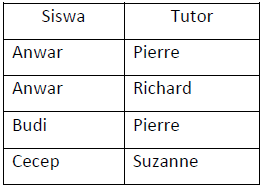 Siswa Tutor
Anwar Pierre
Anwar Richard
Budi Pierre
Cecep Suzanne